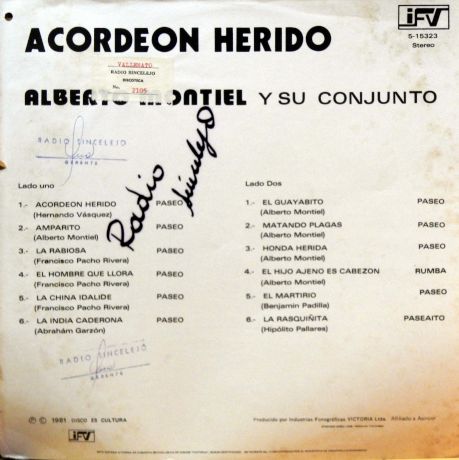 IFV
5-15323
Stereo
ACORDEON HERIDO
VALLENATO
RADIO SINCELEJO
DISCOTECA
No. 2105
ALBERTO MONTIEL Y SU CONJUNTO
RADIO SINCELEJO
GERENTE
Radio
Sincelejo
Lado uno
1.- ACORDEON HERIDO PASEO
(Hernando Vásquez)
2.- AMPARITO PASEO
(Alberto Montiel)
3.- LA RABIOSA PASEO
(Francisco Pacho Rivera)
4.- EL HOMBRE QUE LLORA PASEO
(Francisco Pacho Rivera)
5.- LA CHINA IDALIDE PASEO
(Francisco Pacho Rivera)
6.- LA INDIA CADERONA PASEO
(Abrahám Garzón)
Lado Dos
1.- EL GUAYABITO PASEO
(Alberto Montiel)
2.- MATANDO PLAGAS PASEO
(Alberto Montiel)
3.- HONDA HERIDA PASEO
(Alberto Montiel)
4.- EL HIJO AJENO ES CABEZON RUMBA
(Alberto Montiel)
5.- EL MARTIRIO PASEO
(Benjamin Padilla)
6.- LA RASQUIÑITA PASEAITO
(Hipólito Pallares)
RADIO SINCELEJO
GERENTE
Ⓟ © 1981 DISCO ES CULTURA
Producido por Industrias Fonográficas VICTORIA Ltda. Afiliado a Asincol
IFV